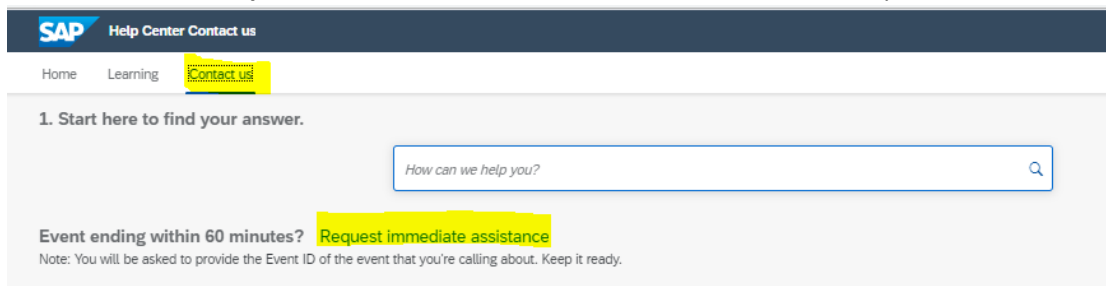 SAP Help Center Contact us
Home Learning Contact us
1. Start here to find your answer.
How can we help you?
Event ending within 60 minutes? Request immediate assistance
Note: You will be asked to provide the Event ID of the event that you're calling about. Keep it ready.